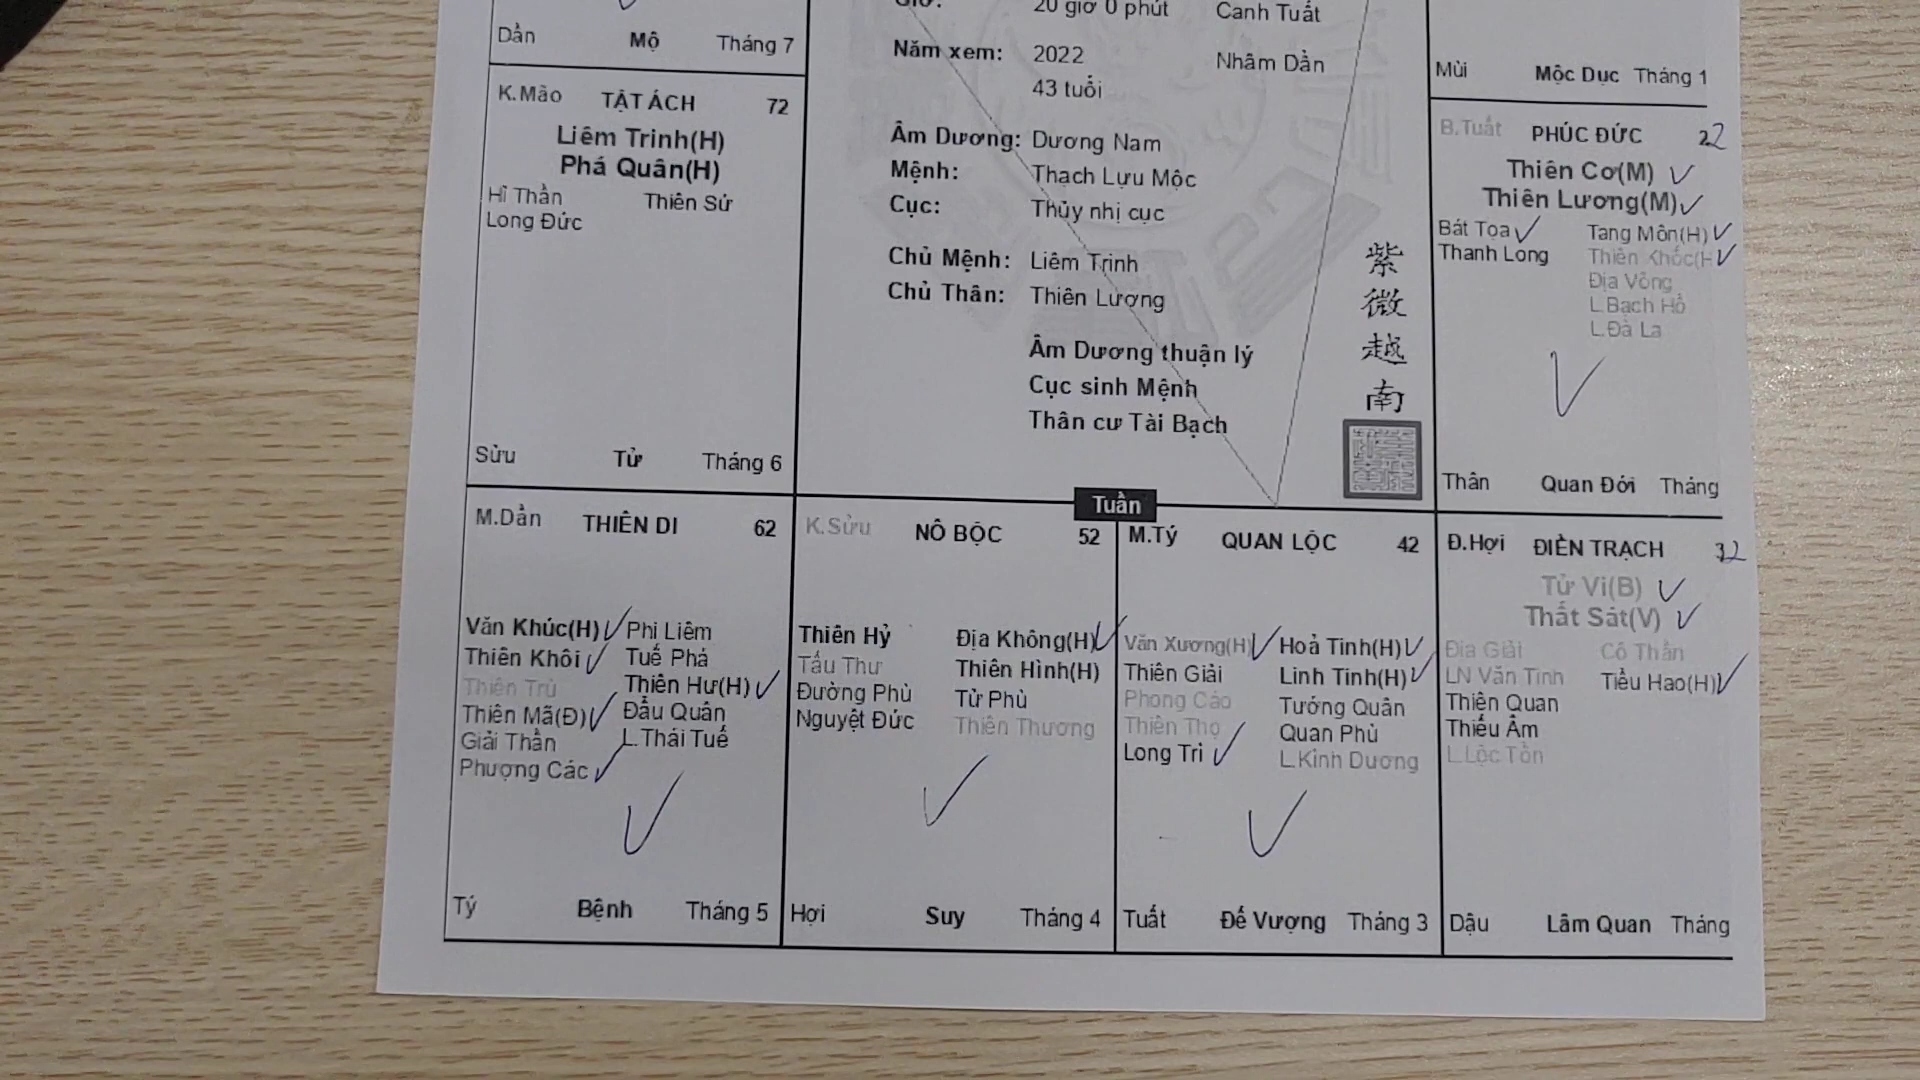 Dần Mộ Tháng 7
Giờ: 20 giờ 0 phút Canh Tuất
Năm xem: 2022 Nhâm Dần
43 tuổi
Âm Dương: Dương Nam
Mệnh: Thạch Lựu Mộc
Cục: Thủy nhị cục
Chủ Mệnh: Liêm Trinh
Chủ Thân: Thiên Lương
Âm Dương thuận lý
Cục sinh Mệnh
Thân cư Tài Bạch
紫
微
越
南
Mùi Mộc Dục Tháng 1
K.Mão TẬT ÁCH 72
Liêm Trinh(H)
Phá Quân(H)
Hỉ Thần Thiên Sứ
Long Đức
Sửu Tử Tháng 6
B.Tuất PHÚC ĐỨC 22
Thiên Cơ(M)
Thiên Lương(M)
Bát Tọa Tang Môn(H)
Thanh Long Thiên Khốc(H
Địa Võng
L.Bạch Hổ
L.Đà La
Thân Quan Đới Tháng
Tuần
M.Dần THIÊN DI 62
Văn Khúc(H) Phi Liêm
Thiên Khôi Tuế Phá
Thiên Trù Thiên Hư(H)
Thiên Mã(Đ) Đẩu Quân
Giải Thần L.Thái Tuế
Phượng Các
Tý Bệnh Tháng 5
K.Sửu NÔ BỘC 52
Thiên Hỷ Địa Không(H)
Tấu Thư Thiên Hình(H)
Đường Phù Tử Phù
Nguyệt Đức Thiên Thương
Hợi Suy Tháng 4
M.Tý QUAN LỘC 42
Văn Xương(H) Hoả Tinh(H)
Thiên Giải Linh Tinh(H)
Phong Cáo Tướng Quân
Thiên Thọ Quan Phù
Long Trì L.Kình Dương
Tuất Đế Vượng Tháng 3
Đ.Hợi ĐIỀN TRẠCH 32
Tử Vi(B)
Thất Sát(V)
Địa Giải Cô Thần
LN Văn Tinh Tiểu Hao(H)
Thiên Quan
Thiếu Âm
L.Lộc Tồn
Dậu Lâm Quan Tháng